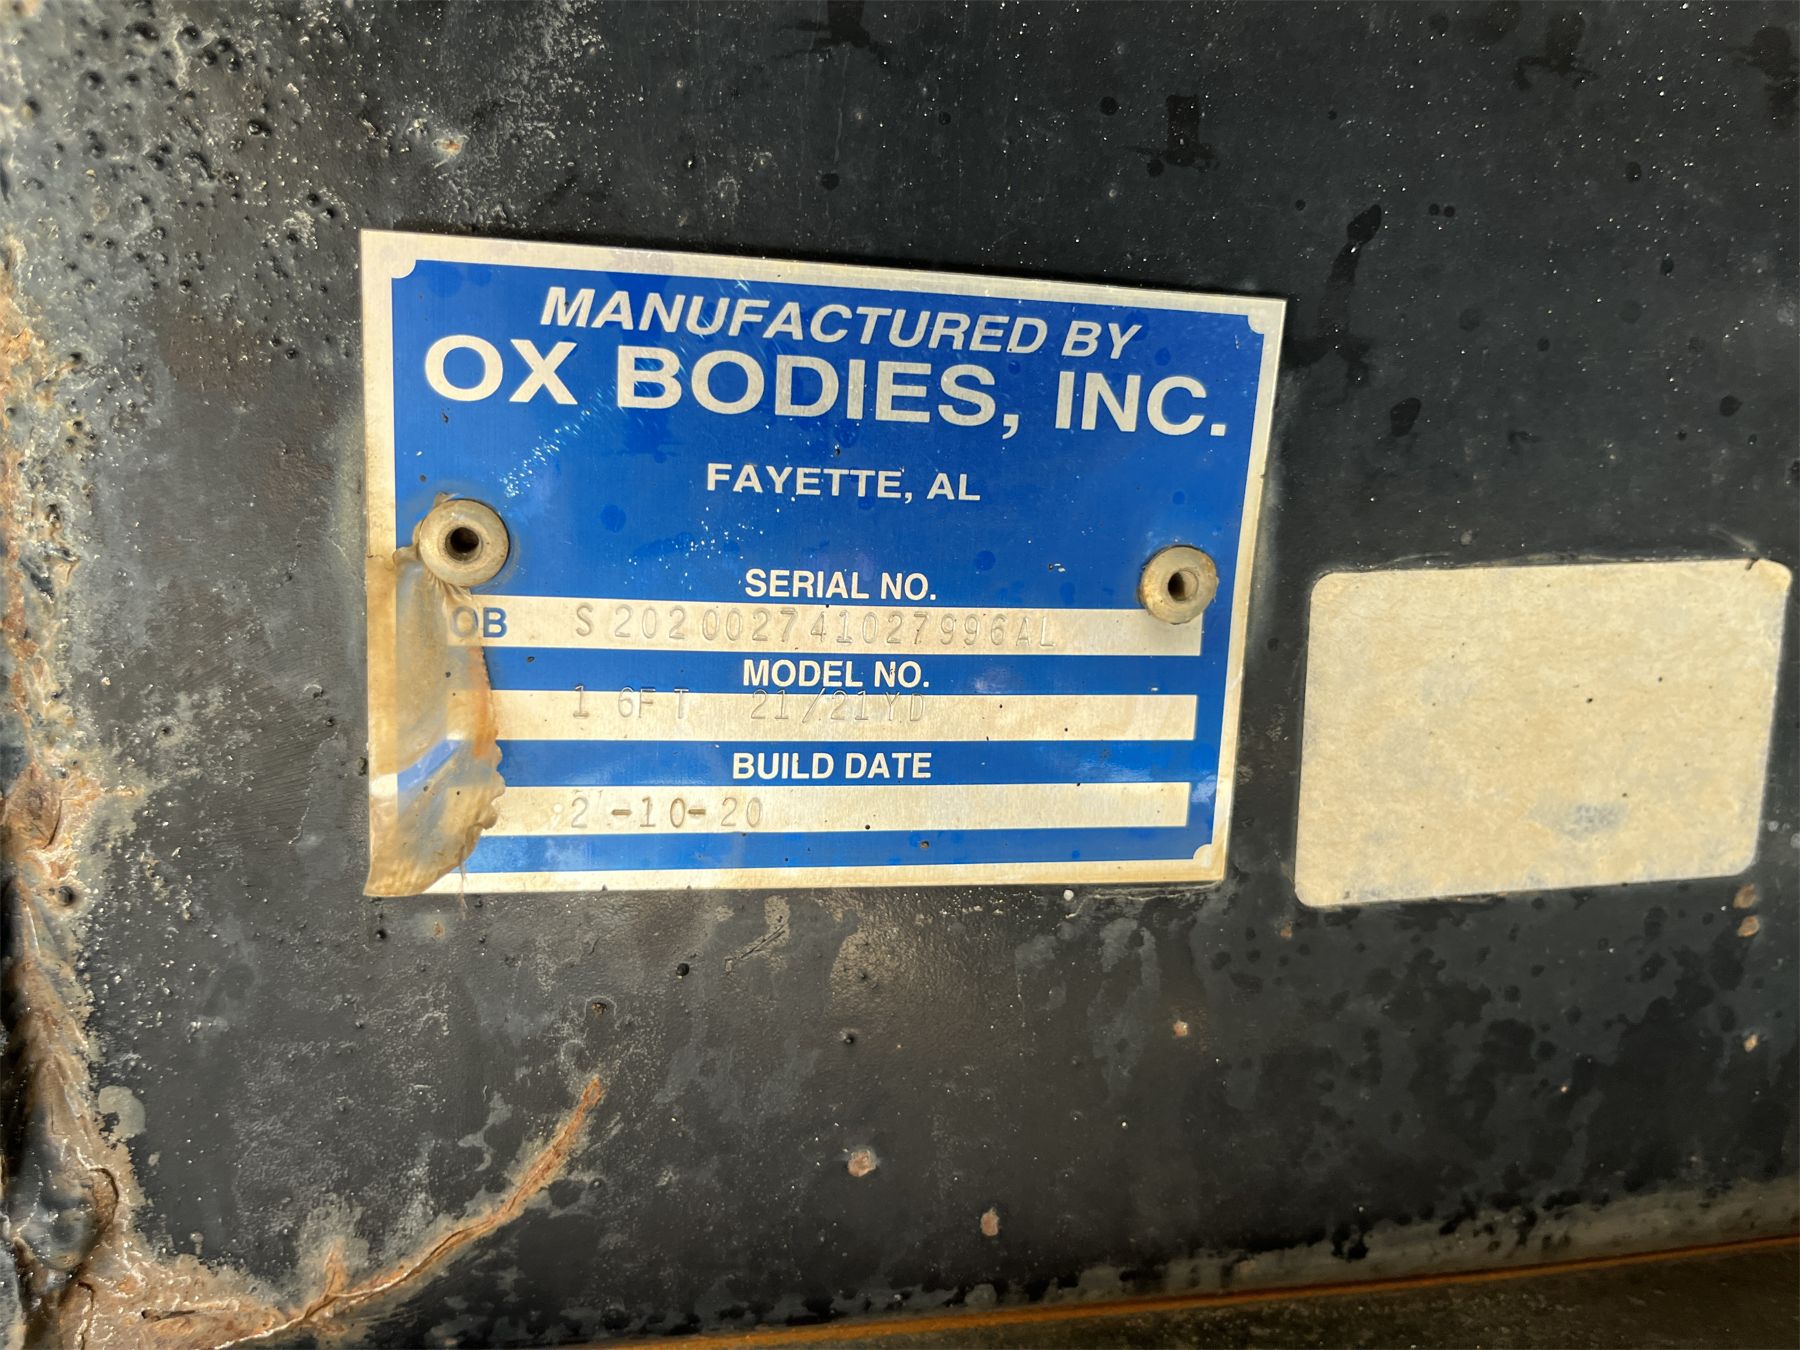 MANUFACTURED BY
OX BODIES, INC.
FAYETTE, AL
SERIAL NO.
OB S202002741027996AL
MODEL NO.
16FT 21/21YD
BUILD DATE
2-10-20